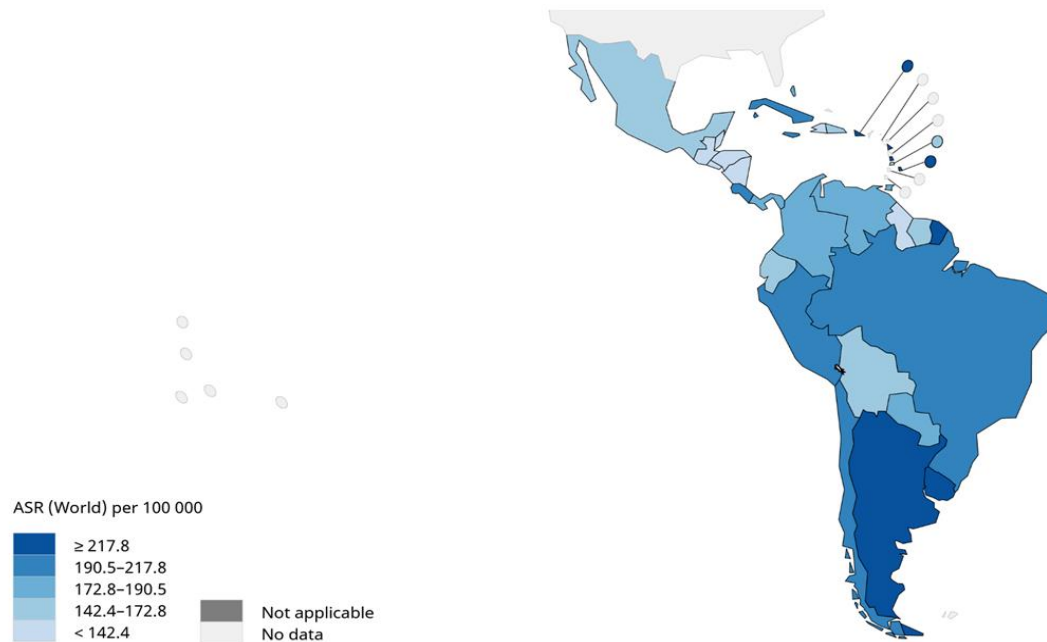 ASR (World) per 100 000
≥ 217.8
190.5–217.8
172.8–190.5
142.4–172.8
< 142.4
Not applicable
No data